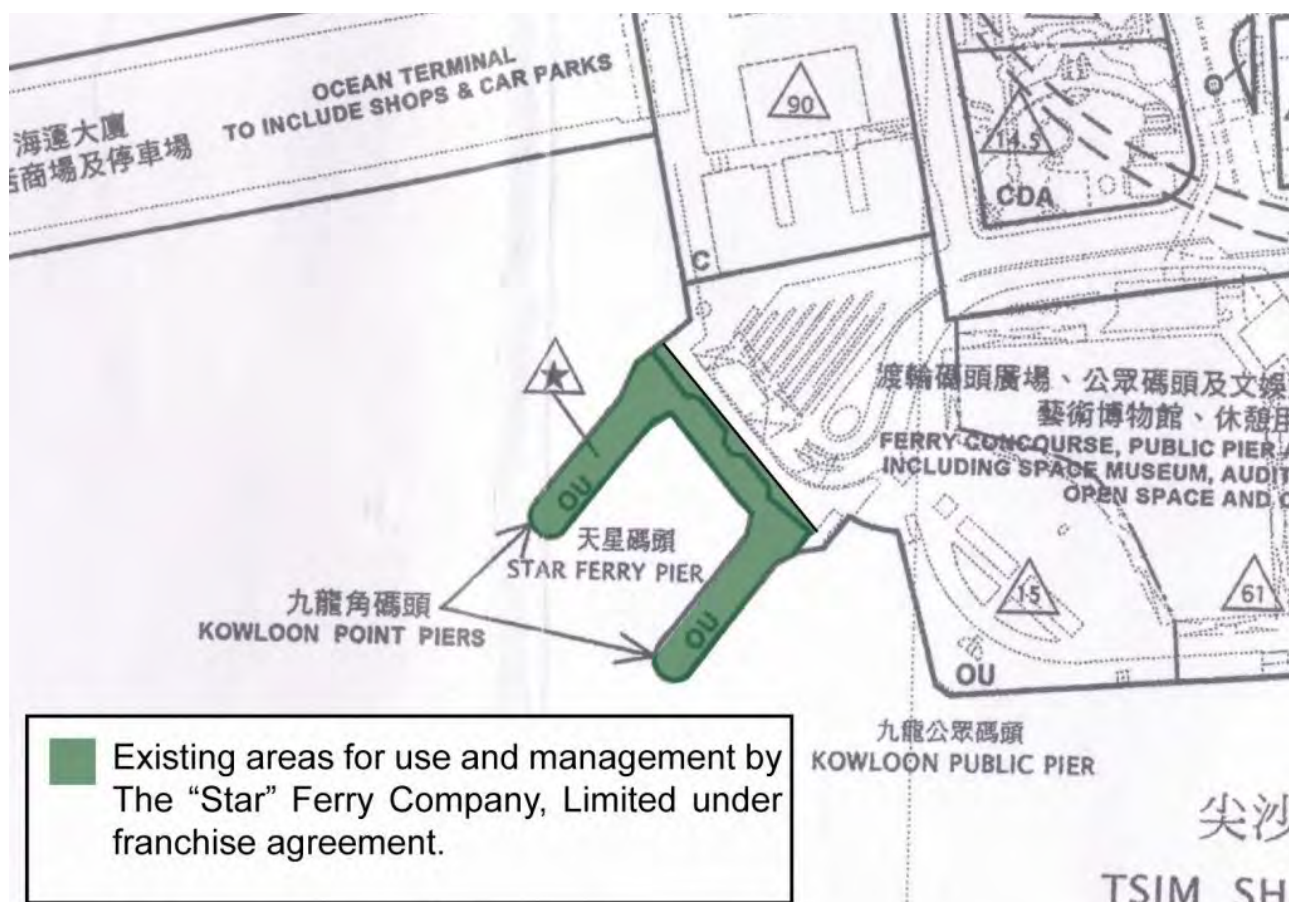 OCEAN TERMINAL
TO INCLUDE SHOPS & CAR PARKS
海運大廈
括商場及停車場
90
14.5
CDA
O
C
渡輪碼頭廣場、公眾碼頭及文娛
藝術博物館、休憩用
FERRY CONCOURSE, PUBLIC PIER
INCLUDING SPACE MUSEUM, AUDIT
OPEN SPACE AND C
OU
天星碼頭
STAR FERRY PIER
九龍角碼頭
KOWLOON POINT PIERS
OU
15
61
OU
九龍公眾碼頭
KOWLOON PUBLIC PIER
尖沙
TSIM SH
Existing areas for use and management by
The “Star” Ferry Company, Limited under
franchise agreement.